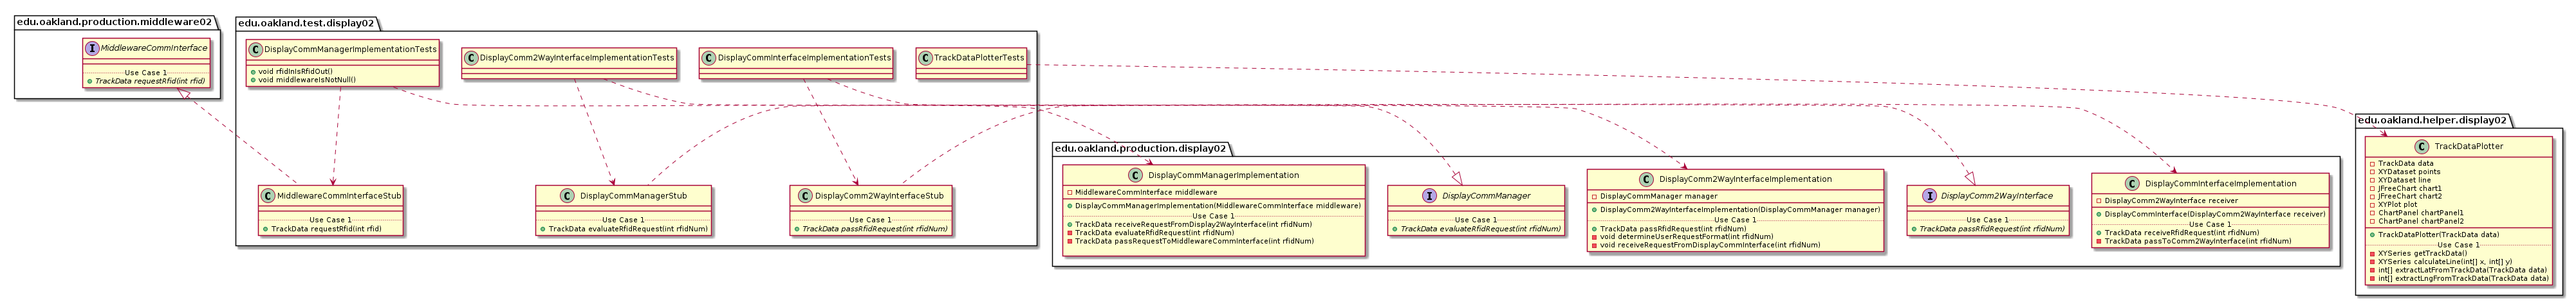 edu.oakland.production.middleware02
I MiddlewareCommInterface
Use Case 1
TrackData requestRfid(int rfid)
edu.oakland.test.display02
C DisplayCommManagerImplementationTests
void rfidInIsRfidOut()
void middlewareIsNotNull()
C DisplayComm2WayInterfaceImplementationTests
C DisplayCommInterfaceImplementationTests
C TrackDataPlotterTests
C MiddlewareCommInterfaceStub
Use Case 1
TrackData requestRfid(int rfid)
C DisplayCommManagerStub
Use Case 1
TrackData evaluateRfidRequest(int rfidNum)
C DisplayComm2WayInterfaceStub
Use Case 1
TrackData passRfidRequest(int rfidNum)
edu.oakland.production.display02
C DisplayCommManagerImplementation
MiddlewareCommInterface middleware
DisplayCommManagerImplementation(MiddlewareCommInterface middleware)
Use Case 1
TrackData receiveRequestFromDisplay2WayInterface(int rfidNum)
TrackData evaluateRfidRequest(int rfidNum)
TrackData passRequestToMiddlewareCommInterface(int rfidNum)
I DisplayCommManager
Use Case 1
TrackData evaluateRfidRequest(int rfidNum)
C DisplayComm2WayInterfaceImplementation
DisplayCommManager manager
DisplayComm2WayInterfaceImplementation(DisplayCommManager manager)
Use Case 1
TrackData passRfidRequest(int rfidNum)
void determineUserRequestFormat(int rfidNum)
void receiveRequestFromDisplayCommInterface(int rfidNum)
I DisplayComm2WayInterface
Use Case 1
TrackData passRfidRequest(int rfidNum)
C DisplayCommInterfaceImplementation
DisplayComm2WayInterface receiver
DisplayCommInterface(DisplayComm2WayInterface receiver)
Use Case 1
TrackData receiveRfidRequest(int rfidNum)
TrackData passToComm2WayInterface(int rfidNum)
edu.oakland.helper.display02
C TrackDataPlotter
TrackData data
XYDataset points
XYDataset line
JFreeChart chart1
JFreeChart chart2
XYPlot plot
ChartPanel chartPanel1
ChartPanel chartPanel2
TrackDataPlotter(TrackData data)
Use Case 1
XYSeries getTrackData()
XYSeries calculateLine(int[] x, int[] y)
int[] extractLatFromTrackData(TrackData data)
int[] extractLngFromTrackData(TrackData data)